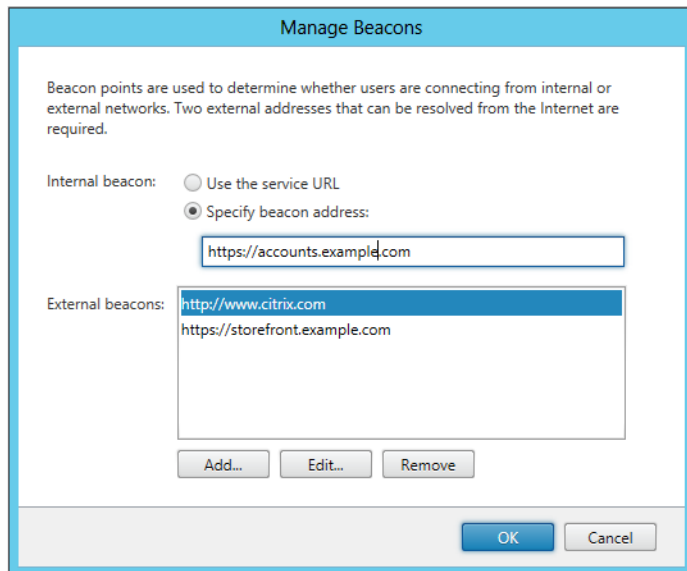 Manage Beacons
Beacon points are used to determine whether users are connecting from internal or
external networks. Two external addresses that can be resolved from the Internet are
required.
Internal beacon:
Use the service URL
Specify beacon address:
https://accounts.example.com
External beacons:
http://www.citrix.com
https://storefront.example.com
Add... Edit... Remove
OK Cancel